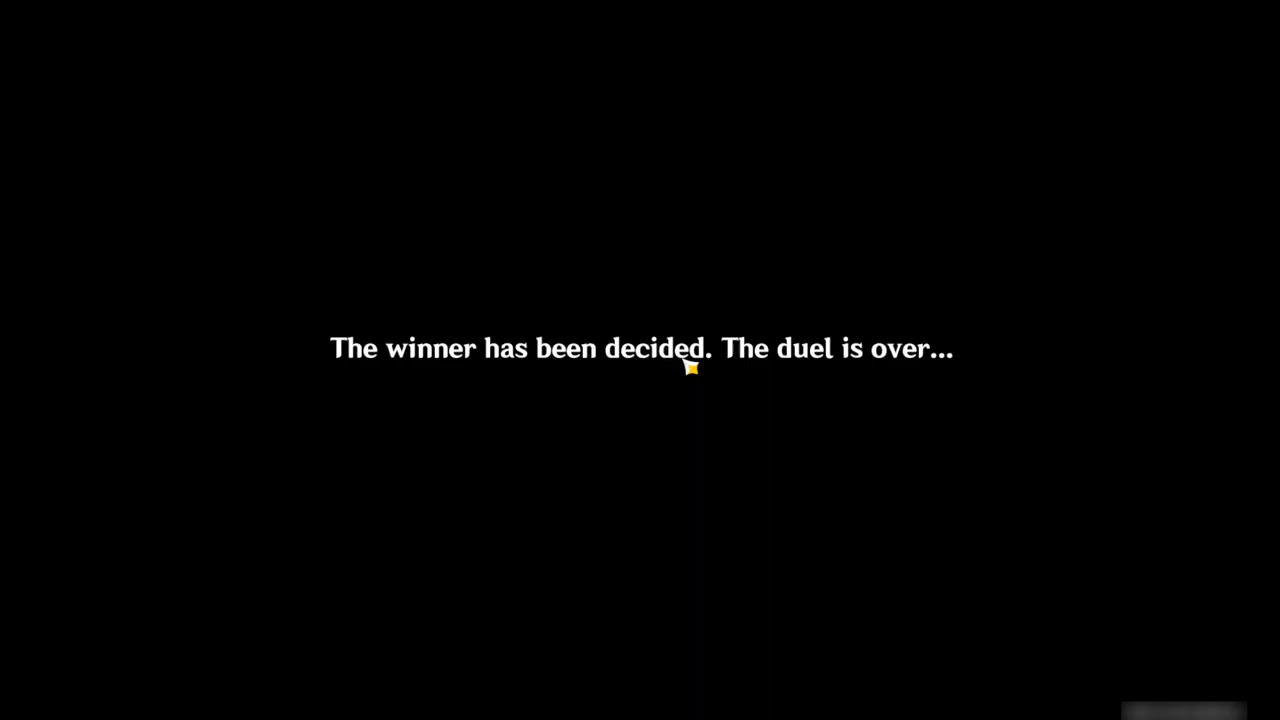 The winner has been decided. The duel is over...